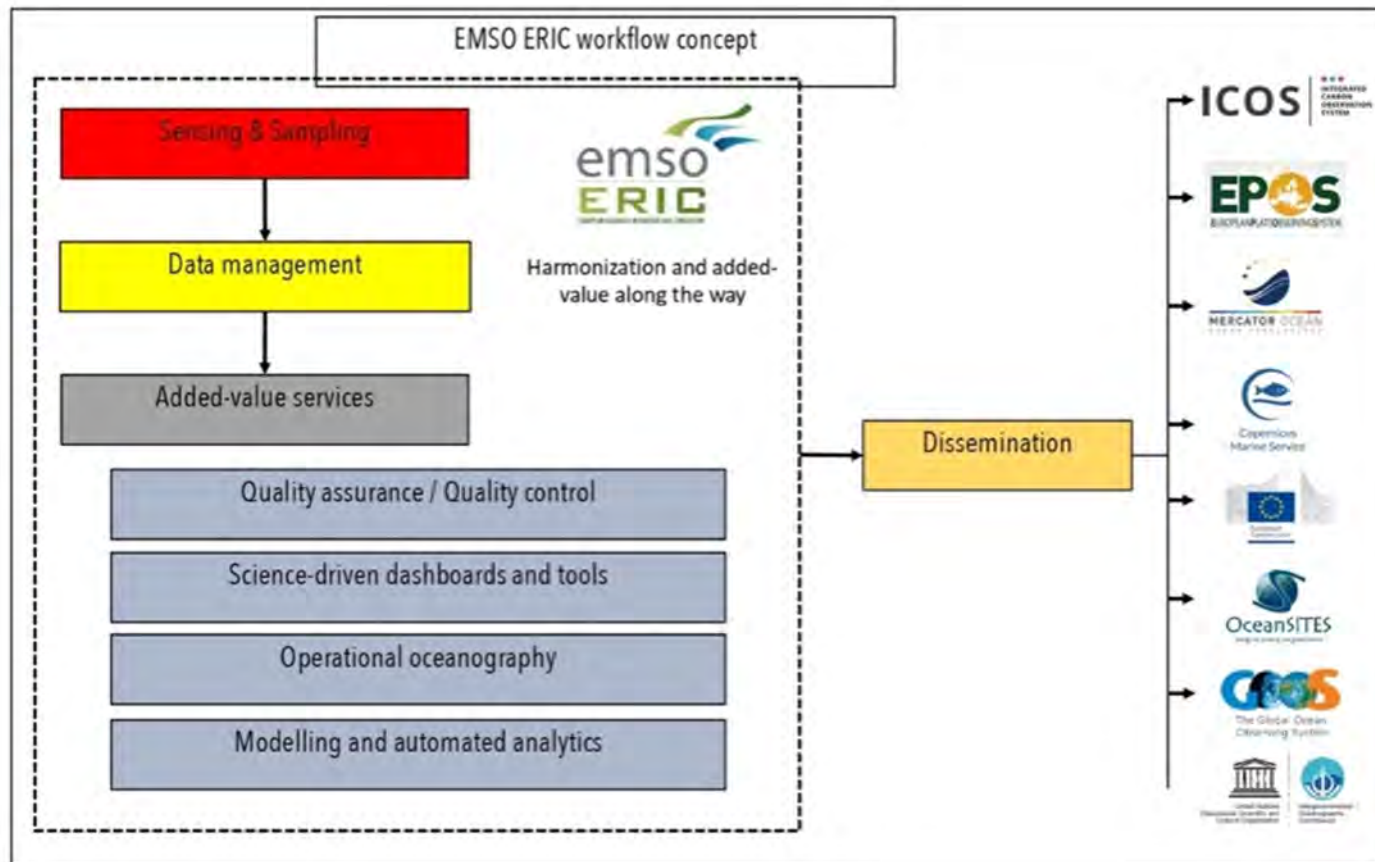 EMSO ERIC workflow concept
Sensing & Sampling
Data management
Added-value services
emso
ERIC
Harmonization and added-
value along the way
Quality assurance / Quality control
Science-driven dashboards and tools
Operational oceanography
Modelling and automated analytics
Dissemination
ICOS
INTEGRATED
CARBON
OBSERVATION
SYSTEM
EPOS
MERCATOR OCEAN
Copernicus
Marine Service
OceanSITES
GOOS
The Global Ocean
Observing System